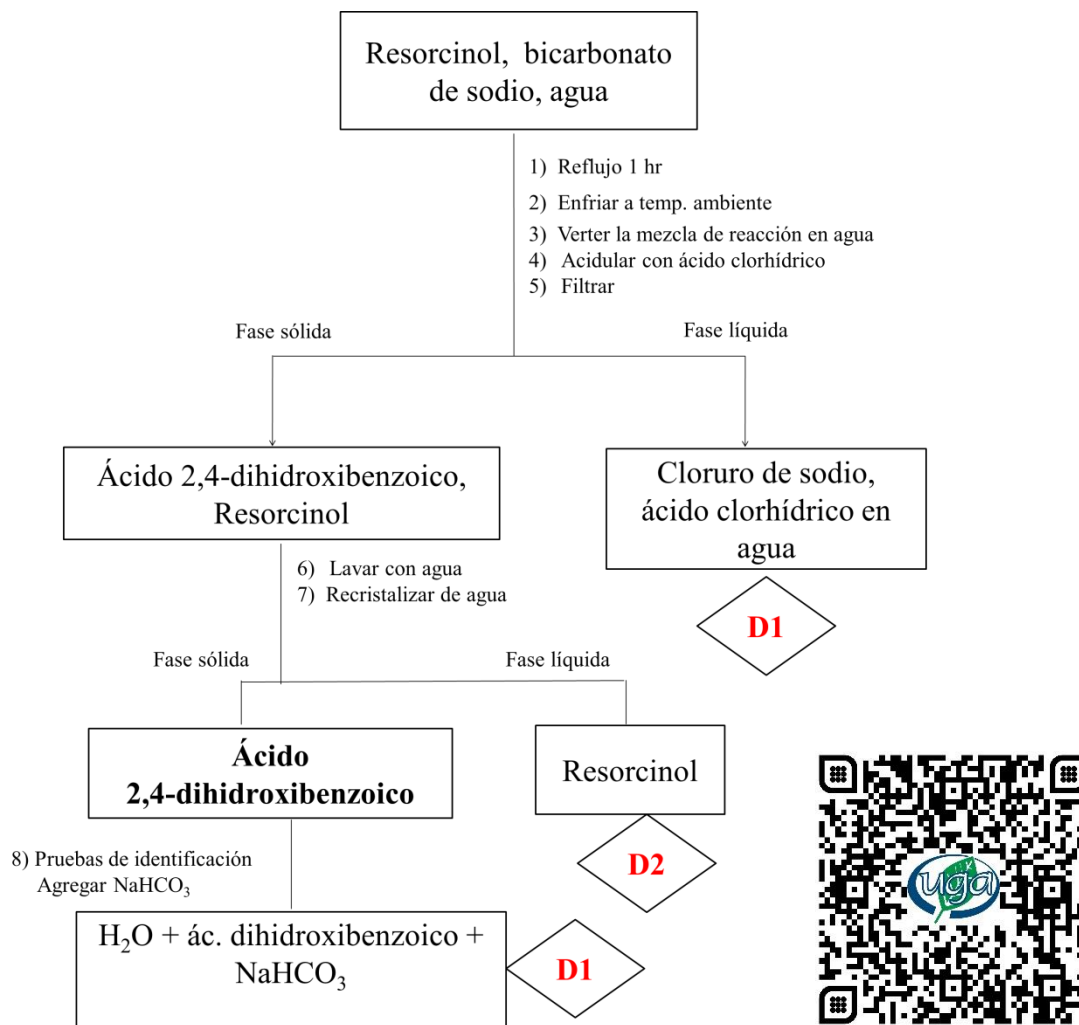 Resorcinol, bicarbonato
de sodio, agua
1) Reflujo 1 hr
2) Enfriar a temp. ambiente
3) Verter la mezcla de reacción en agua
4) Acidular con ácido clorhídrico
5) Filtrar
Fase sólida
Fase líquida
Ácido 2,4-dihidroxibenzoico,
Resorcinol
Cloruro de sodio,
ácido clorhídrico en
agua
D1
6) Lavar con agua
7) Recristalizar de agua
Fase sólida
Fase líquida
Ácido
2,4-dihidroxibenzoico
Resorcinol
D2
8) Pruebas de identificación
Agregar NaHCO₃
H₂O + ác. dihidroxibenzoico +
NaHCO₃
D1
uga